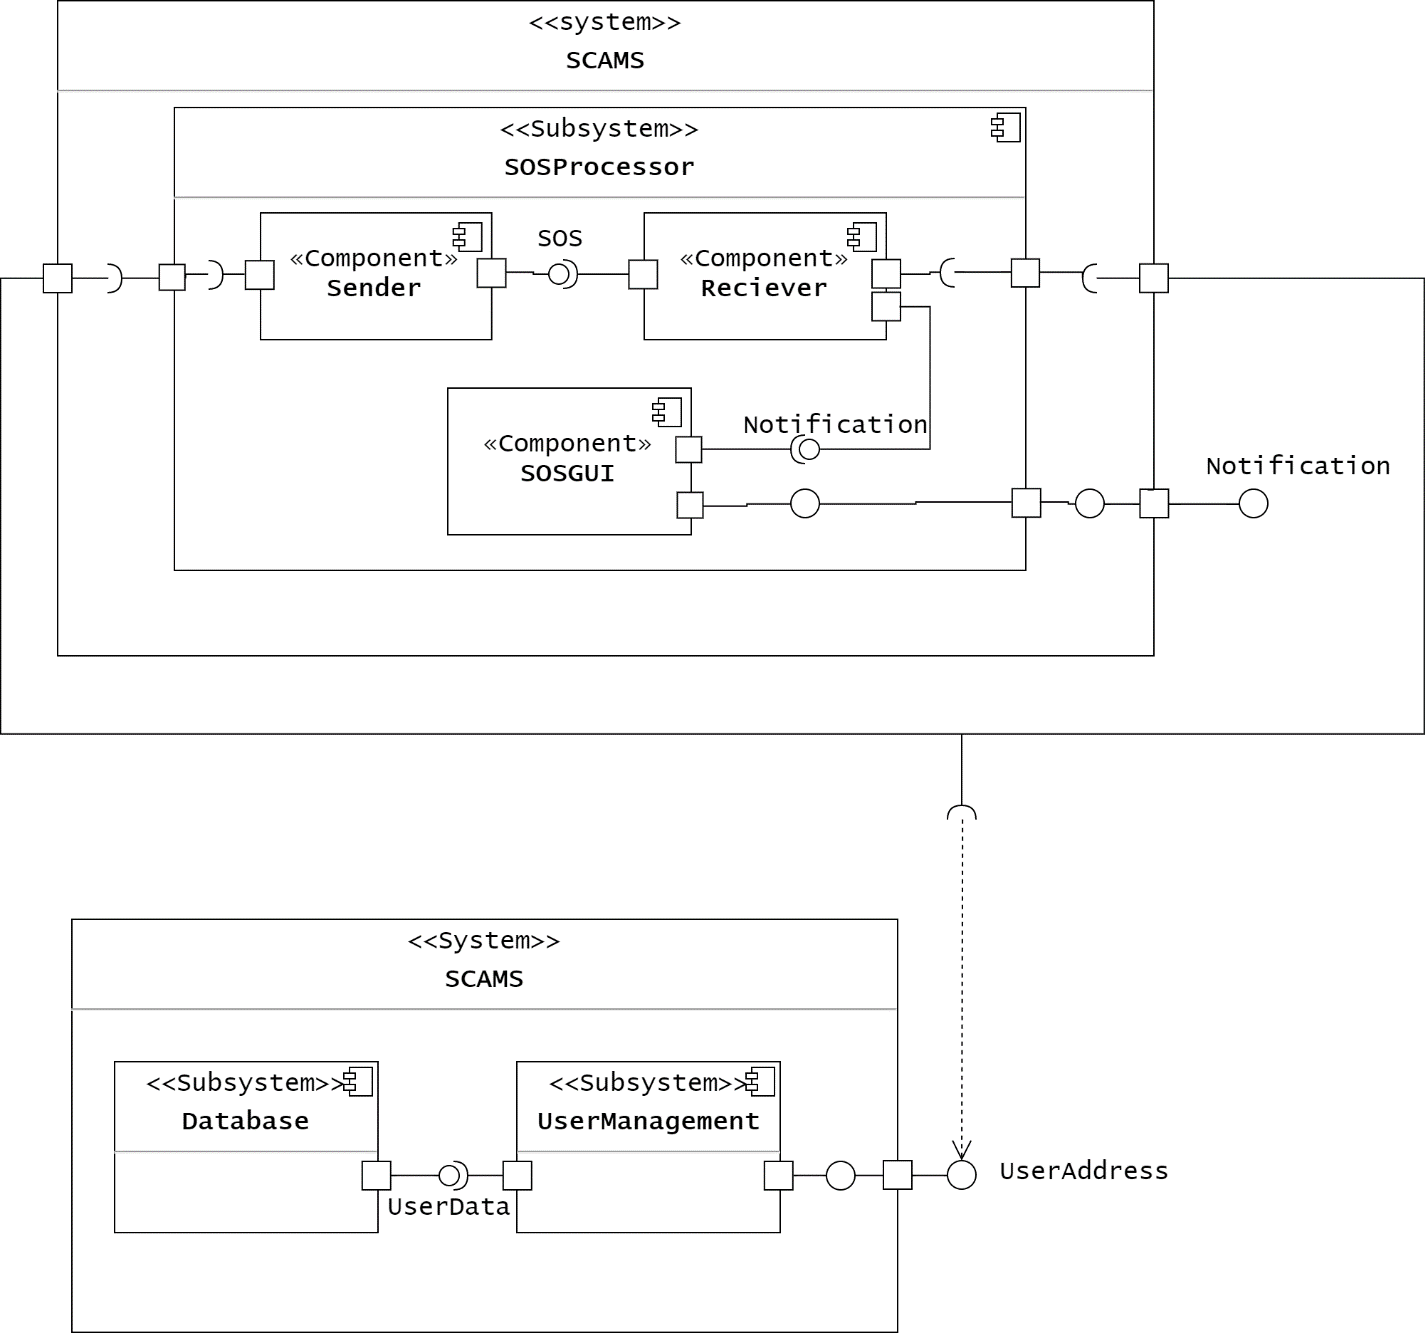 <<system>>
SCAMS
<<Subsystem>>
SOSProcessor
«Component»
Sender
SOS
«Component»
Reciever
«Component»
SOSGUI
Notification
Notification
<<System>>
SCAMS
<<Subsystem>>
Database
<<Subsystem>>
UserManagement
UserData
UserAddress